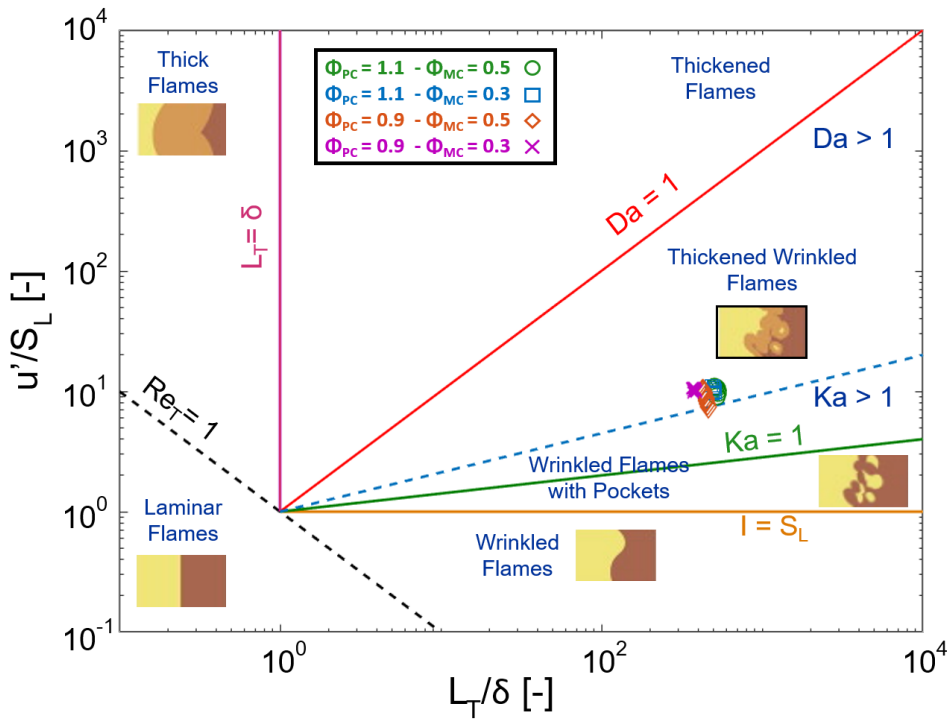 10^4
10^3
10^2
10^1
10^0
10^-1
u'/S_L [-]
Thick
Flames
Φ_PC = 1.1 - Φ_MC = 0.5
Φ_PC = 1.1 - Φ_MC = 0.3
Φ_PC = 0.9 - Φ_MC = 0.5
Φ_PC = 0.9 - Φ_MC = 0.3
Thickened
Flames
Da > 1
Da = 1
L_T = δ
Thickened Wrinkled
Flames
Re_T = 1
Ka > 1
Ka = 1
Wrinkled Flames
with Pockets
I = S_L
Laminar
Flames
Wrinkled
Flames
10^0
10^2
10^4
L_T/δ [-]